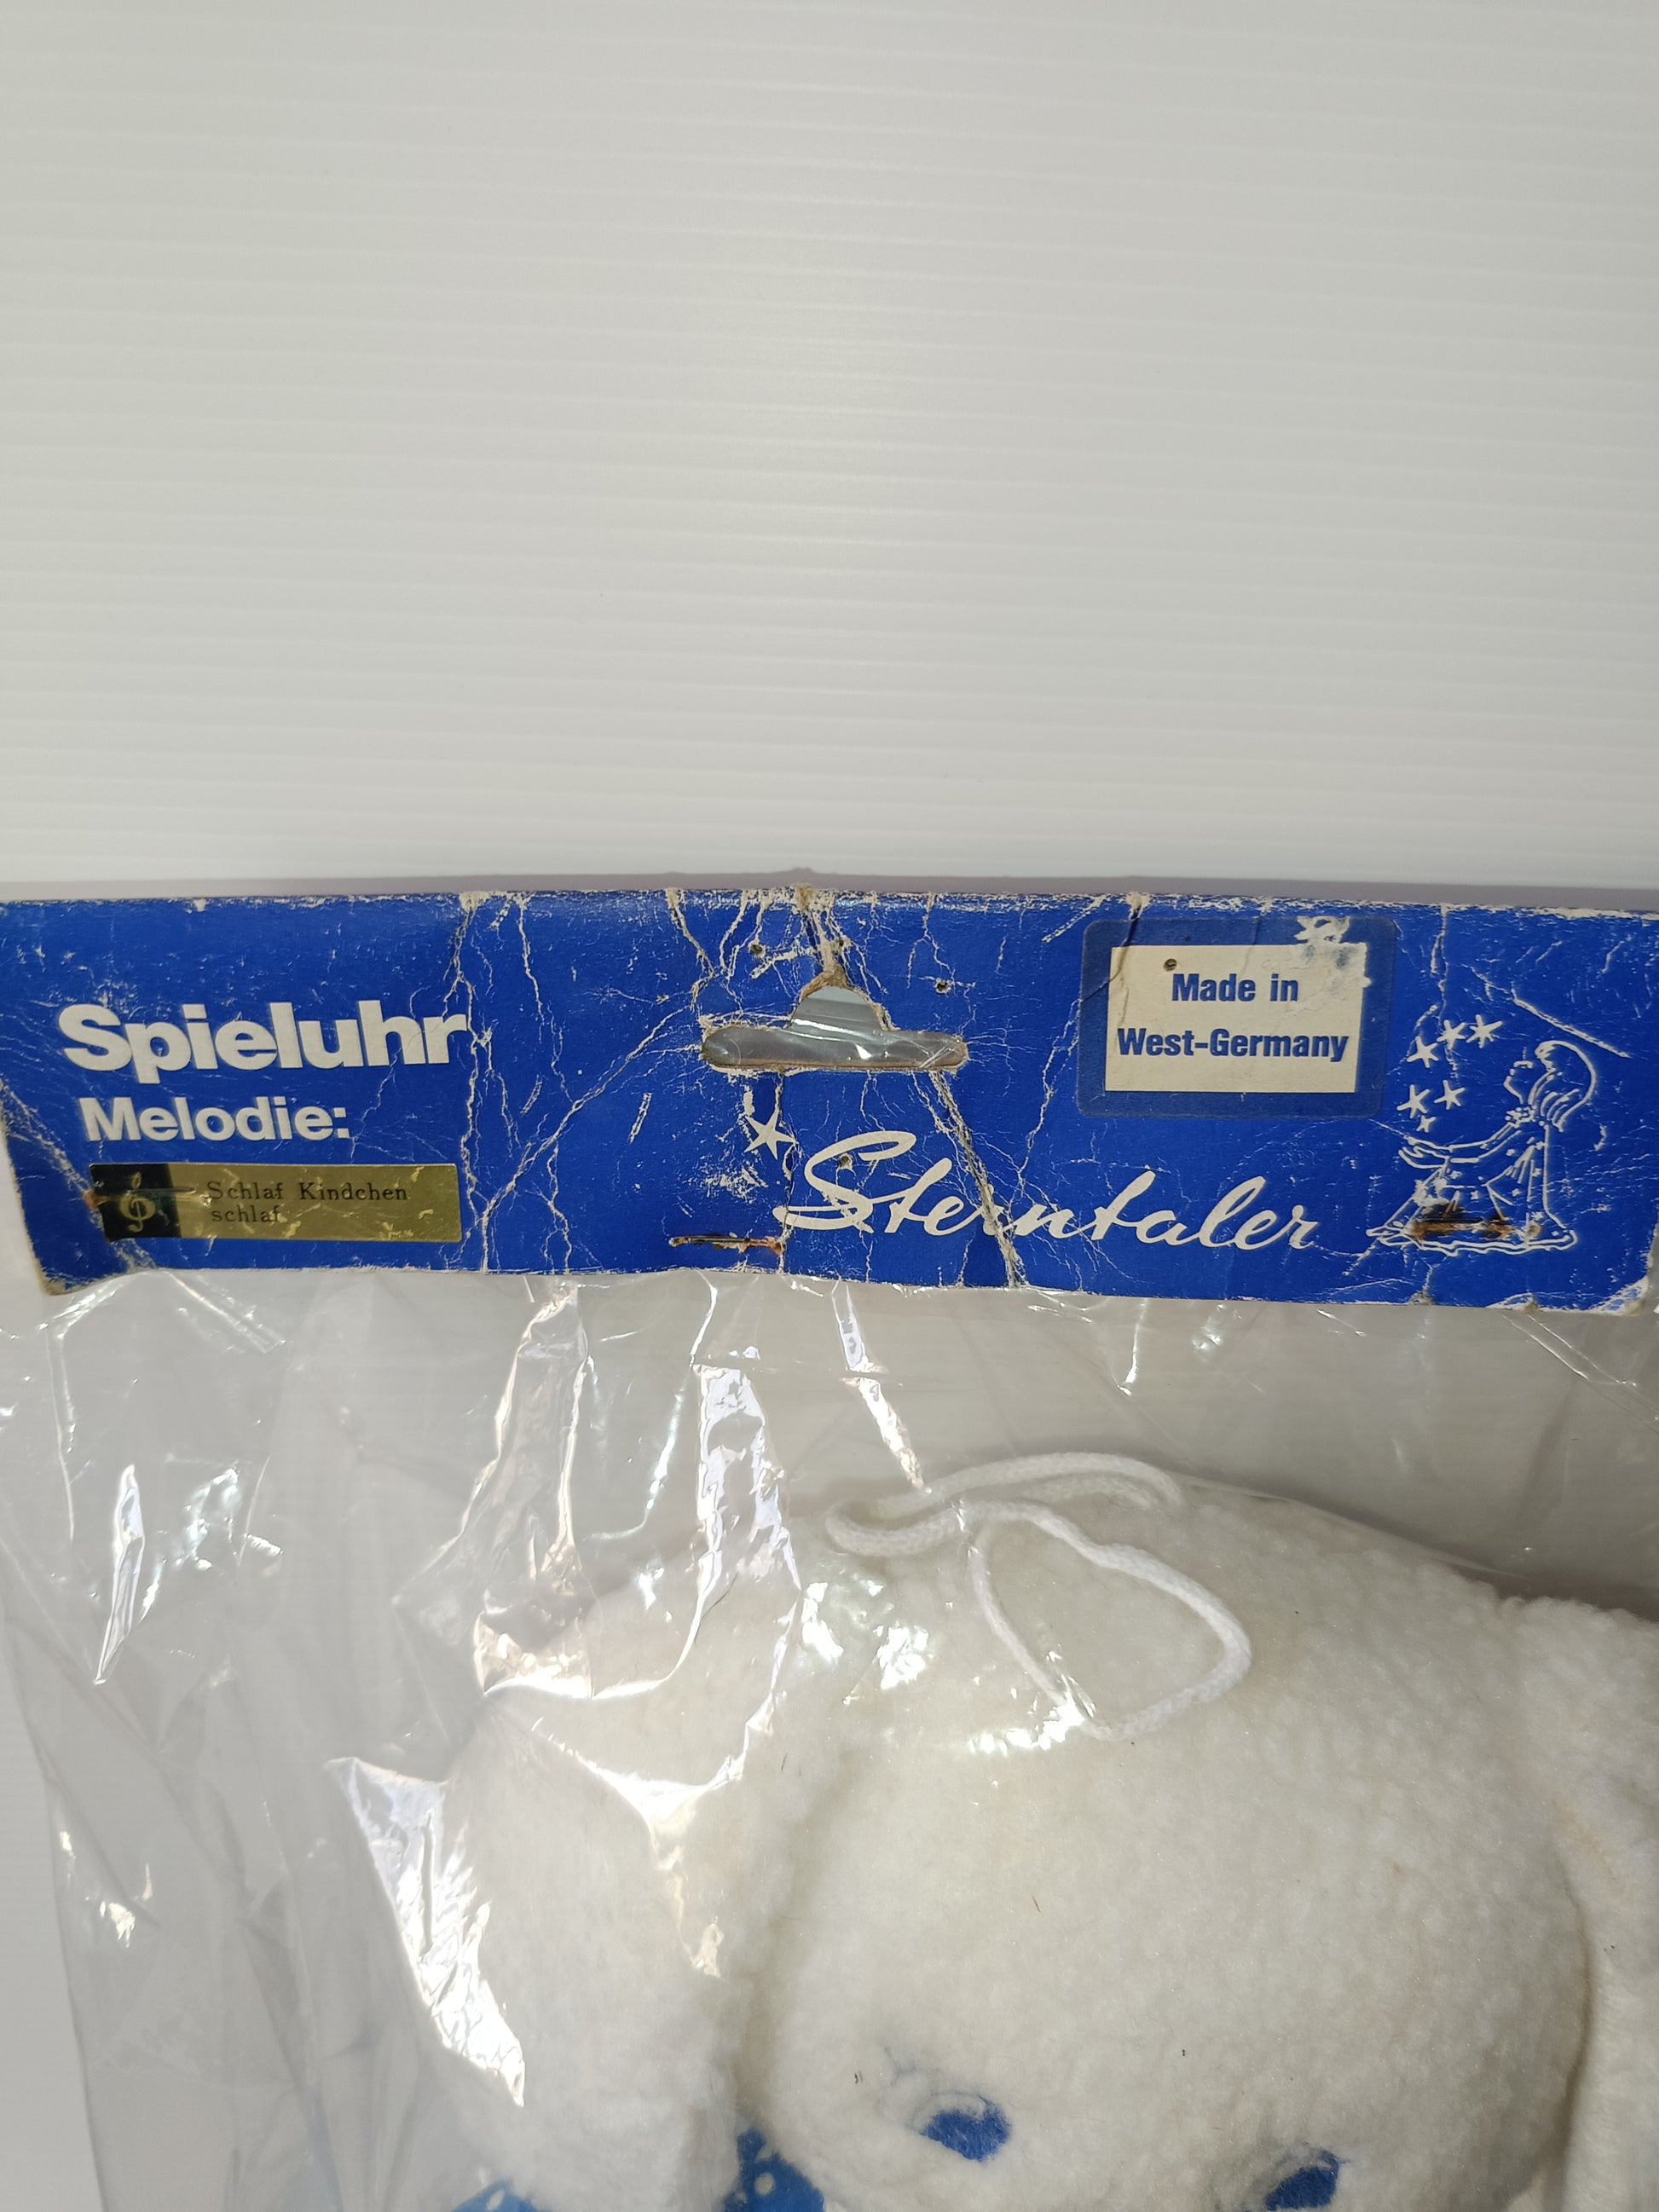 Spieluhr
Melodie:
Schlaf Kindchen
schlaf
Made in
West-Germany
Sterntaler